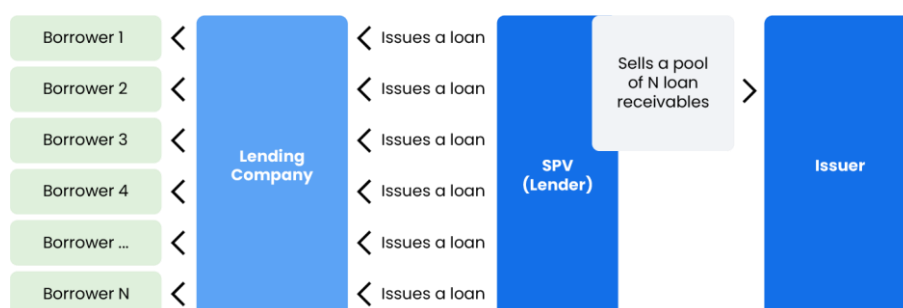 Borrower 1
Issues a loan
Borrower 2
Issues a loan
Borrower 3
Issues a loan
Borrower 4
Issues a loan
Borrower ...
Issues a loan
Borrower N
Issues a loan
Lending
Company
SPV
(Lender)
Sells a pool
of N loan
receivables
Issuer